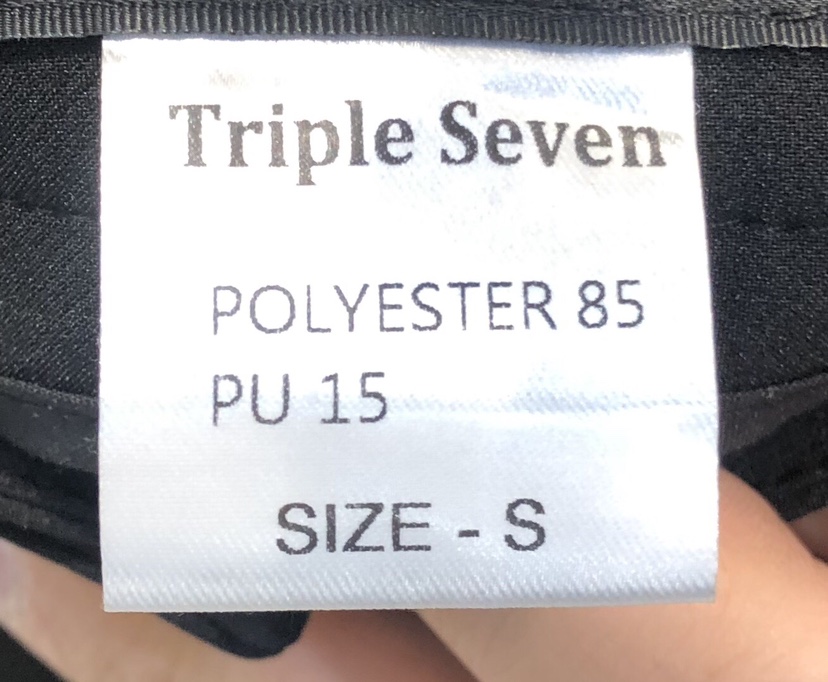 Triple Seven
POLYESTER 85
PU 15
SIZE - S